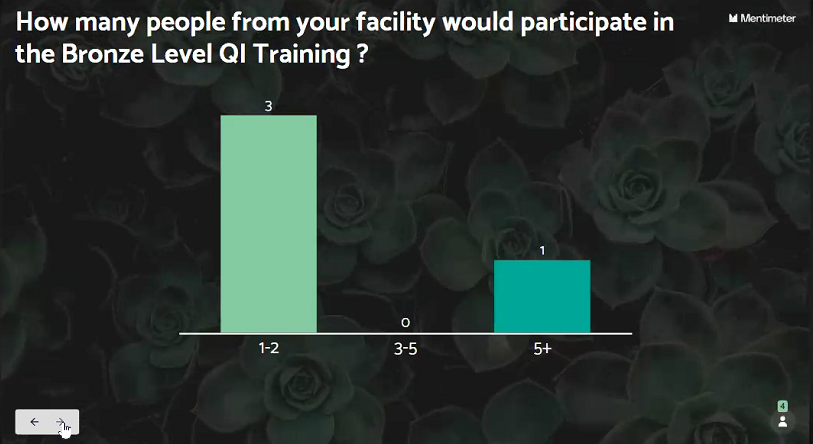 How many people from your facility would participate in
the Bronze Level QI Training ?
Mentimeter
3
0
1
1-2
3-5
5+
4